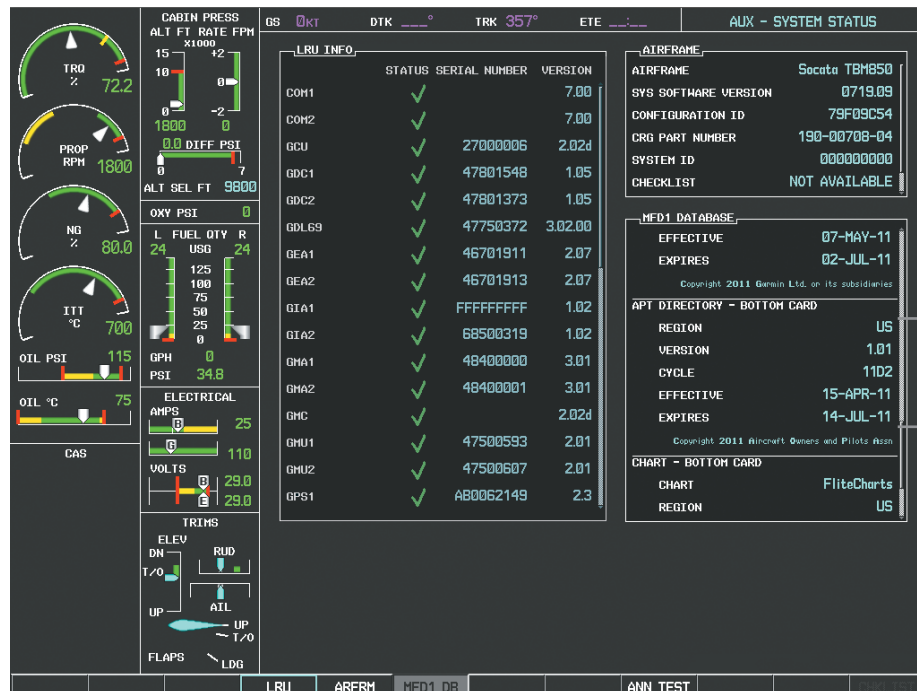 GS 0KT DTK ___° TRK 357° ETE __:__ AUX - SYSTEM STATUS
TRQ
%
72.2
PROP
RPM
1800
NG
%
80.0
ITT
°C
700
OIL PSI 115
OIL °C 75
CAS
CABIN PRESS
ALT FT RATE FPM
X1000
15 +2
10 0
0 -2
1800 0
0.0 DIFF PSI
0 7
ALT SEL FT 9800
OXY PSI 0
L FUEL QTY R
24 USG 24
125
100
75
50
25
0
GPH 0
PSI 34.8
ELECTRICAL
AMPS
B 25
G 110
VOLTS
B 29.0
E 29.0
TRIMS
ELEV
DN RUD
T/O
UP AIL
UP
T/O
FLAPS LDG
LRU INFO
STATUS SERIAL NUMBER VERSION
COM1 ✓ 7.00
COM2 ✓ 7.00
GCU ✓ 27000006 2.02d
GDC1 ✓ 47801548 1.05
GDC2 ✓ 47801373 1.05
GDL69 ✓ 47750372 3.02.00
GEA1 ✓ 46701911 2.07
GEA2 ✓ 46701913 2.07
GIA1 ✓ FFFFFFFFF 1.02
GIA2 ✓ 68500319 1.02
GMA1 ✓ 48400000 3.01
GMA2 ✓ 48400001 3.01
GMC ✓ 2.02d
GMU1 ✓ 47500593 2.01
GMU2 ✓ 47500607 2.01
GPS1 ✓ AB0062149 2.3
AIRFRAME
AIRFRAME Socata TBM850
SYS SOFTWARE VERSION 0719.09
CONFIGURATION ID 79F09C54
CRG PART NUMBER 190-00708-04
SYSTEM ID 000000000
CHECKLIST NOT AVAILABLE
MFD1 DATABASE
EFFECTIVE 07-MAY-11
EXPIRES 02-JUL-11
Copyright 2011 Garmin Ltd. or its subsidiaries
APT DIRECTORY - BOTTOM CARD
REGION US
VERSION 1.01
CYCLE 11D2
EFFECTIVE 15-APR-11
EXPIRES 14-JUL-11
Copyright 2011 Aircraft Owners and Pilots Assn
CHART - BOTTOM CARD
CHART FliteCharts
REGION US
LRU ARFRM MFD1 DB ANN TEST